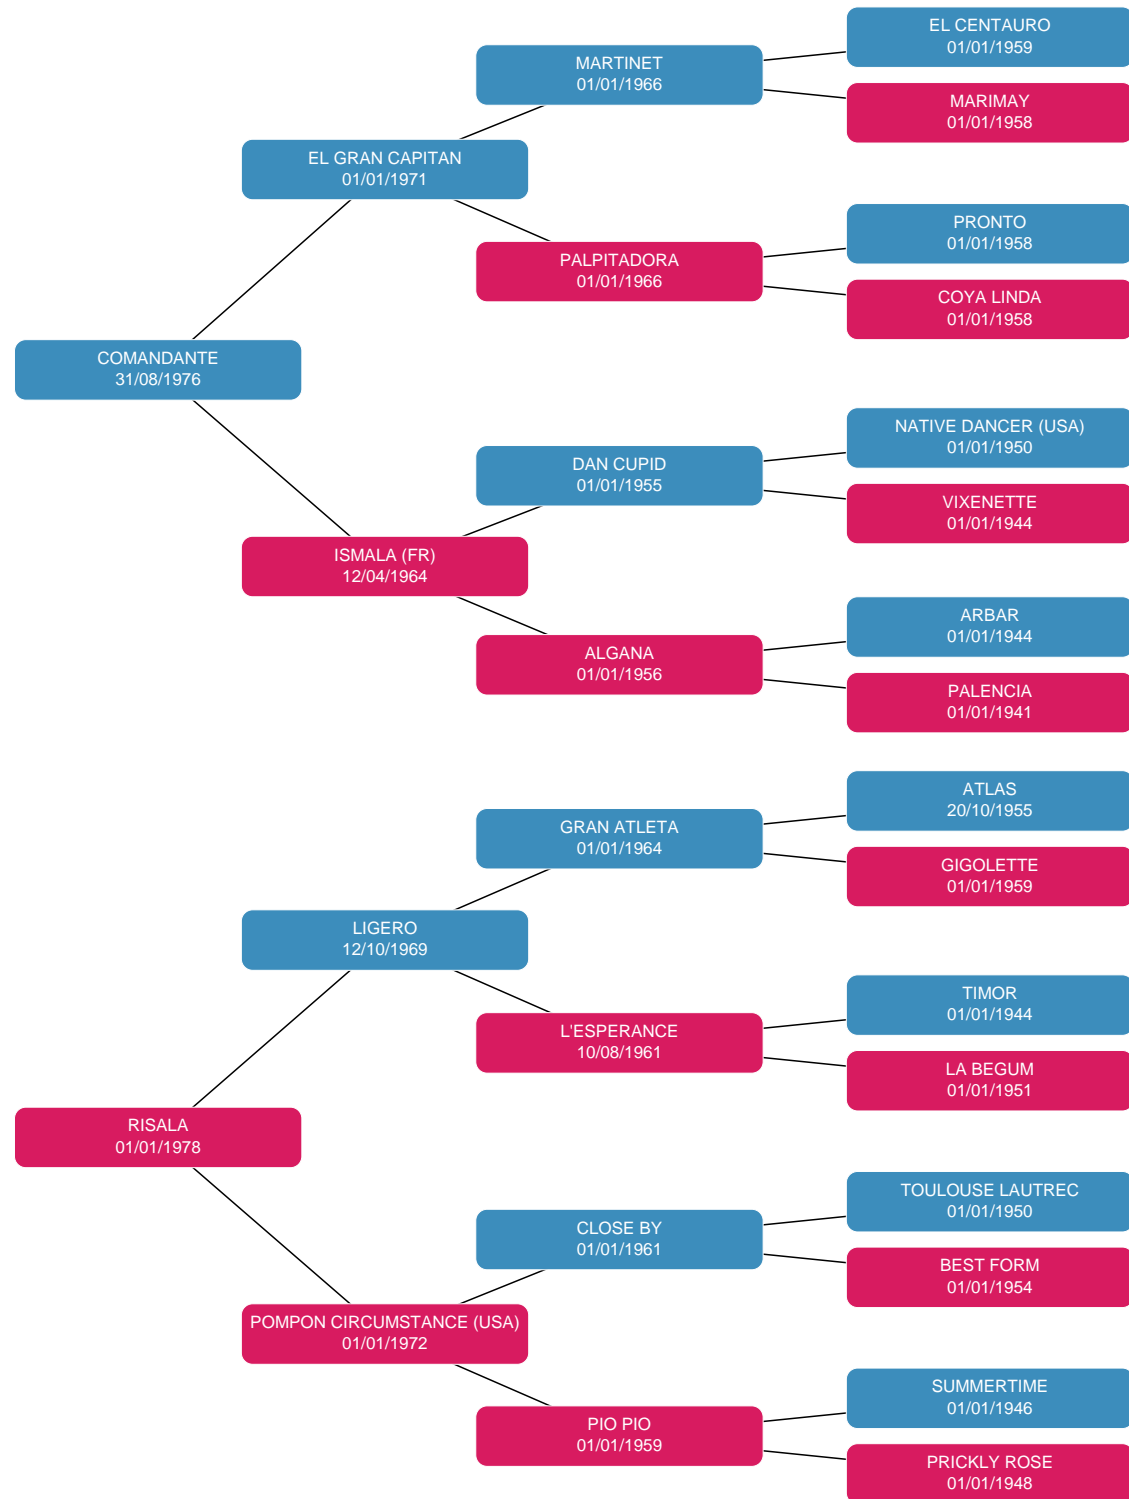 EL CENTAURO
01/01/1959
MARTINET
01/01/1966
MARIMAY
01/01/1958
EL GRAN CAPITAN
01/01/1971
PRONTO
01/01/1958
PALPITADORA
01/01/1966
COYA LINDA
01/01/1958
COMANDANTE
31/08/1976
NATIVE DANCER (USA)
01/01/1950
DAN CUPID
01/01/1955
VIXENETTE
01/01/1944
ISMALA (FR)
12/04/1964
ARBAR
01/01/1944
ALGANA
01/01/1956
PALENCIA
01/01/1941
ATLAS
20/10/1955
GRAN ATLETA
01/01/1964
GIGOLETTE
01/01/1959
LIGERO
12/10/1969
TIMOR
01/01/1944
L'ESPERANCE
10/08/1961
LA BEGUM
01/01/1951
RISALA
01/01/1978
TOULOUSE LAUTREC
01/01/1950
CLOSE BY
01/01/1961
BEST FORM
01/01/1954
POMPON CIRCUMSTANCE (USA)
01/01/1972
SUMMERTIME
01/01/1946
PIO PIO
01/01/1959
PRICKLY ROSE
01/01/1948